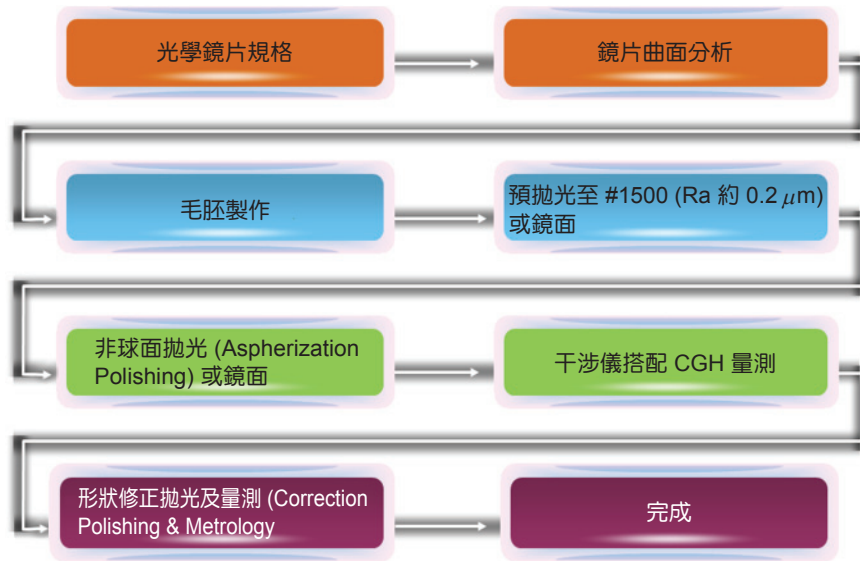 光學鏡片規格
鏡片曲面分析
毛胚製作
預拋光至 #1500 (Ra 約 0.2 μm)
或鏡面
非球面拋光 (Aspherization
Polishing) 或鏡面
干涉儀搭配 CGH 量測
形狀修正拋光及量測 (Correction
Polishing & Metrology
完成